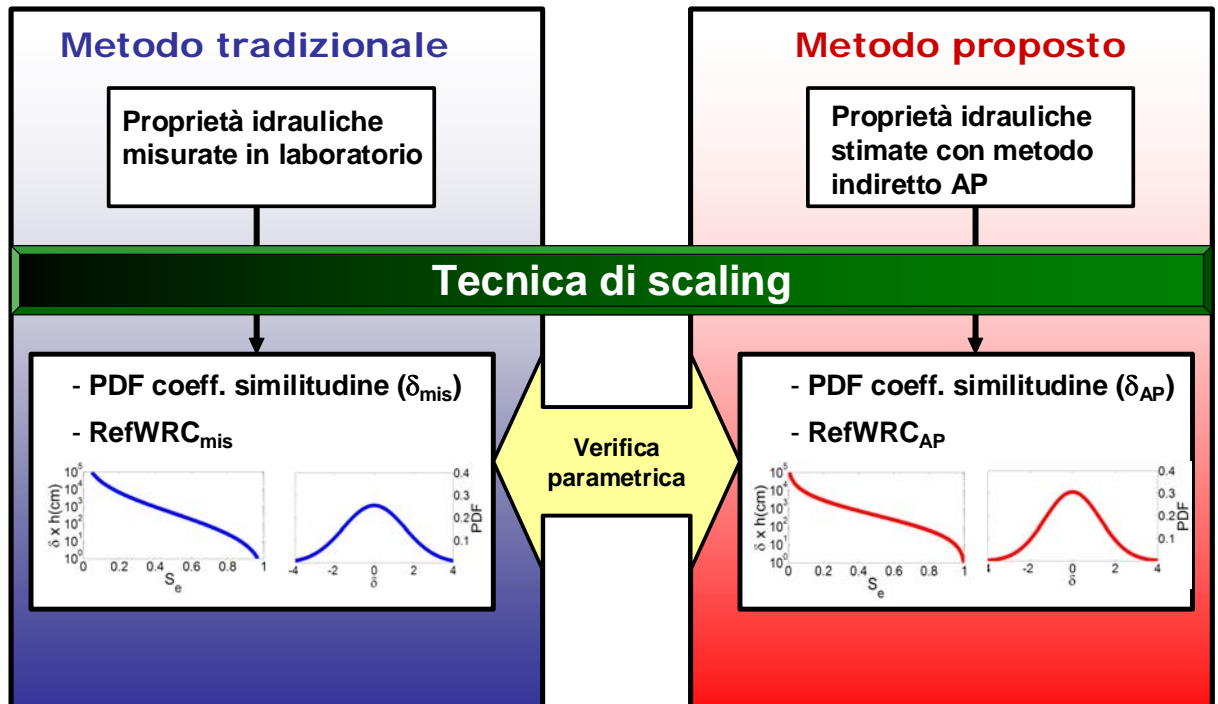 Metodo tradizionale
Proprietà idrauliche
misurate in laboratorio
Metodo proposto
Proprietà idrauliche
stimate con metodo
indiretto AP
Tecnica di scaling
- PDF coeff. similitudine (δmis)
- RefWRCmis
10^5
10^4
10^3
10^2
10^1
10^0
δ x h(cm)
0 0.2 0.4 0.6 0.8 1
S_e
0.4
0.3
0.2
0.1
PDF
-4 -2 0 2 4
δ
Verifica
parametrica
- PDF coeff. similitudine (δAP)
- RefWRCAP
10^5
10^4
10^3
10^2
10^1
10^0
δ x h(cm)
0 0.2 0.4 0.6 0.8 1
S_e
0.4
0.3
0.2
0.1
PDF
4 -2 0 2 4
δ